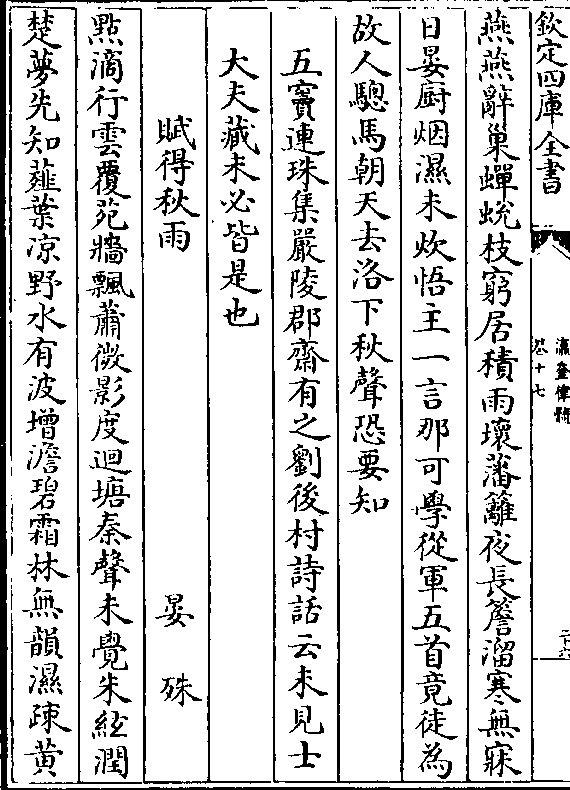 欽定四庫全書
瀛奎律髓
卷十七
二十六
燕燕辭巢蟬蛻枝窮居積雨壞藩籬夜長簷溜寒無寐
日晏厨烟濕未炊悟主一言那可學從軍五首竟徒為
故人驄馬朝天去洛下秋聲恐要知
五竇連珠集嚴陵郡齋有之劉後村詩話云未見士
大夫藏未必皆是也
賦得秋雨
晏殊
點滴行雲覆苑牆飄蕭微影度迴塘秦聲未覺朱絃潤
楚夢先知薤葉凉野水有波增澹碧霜林無韻濕疎黄